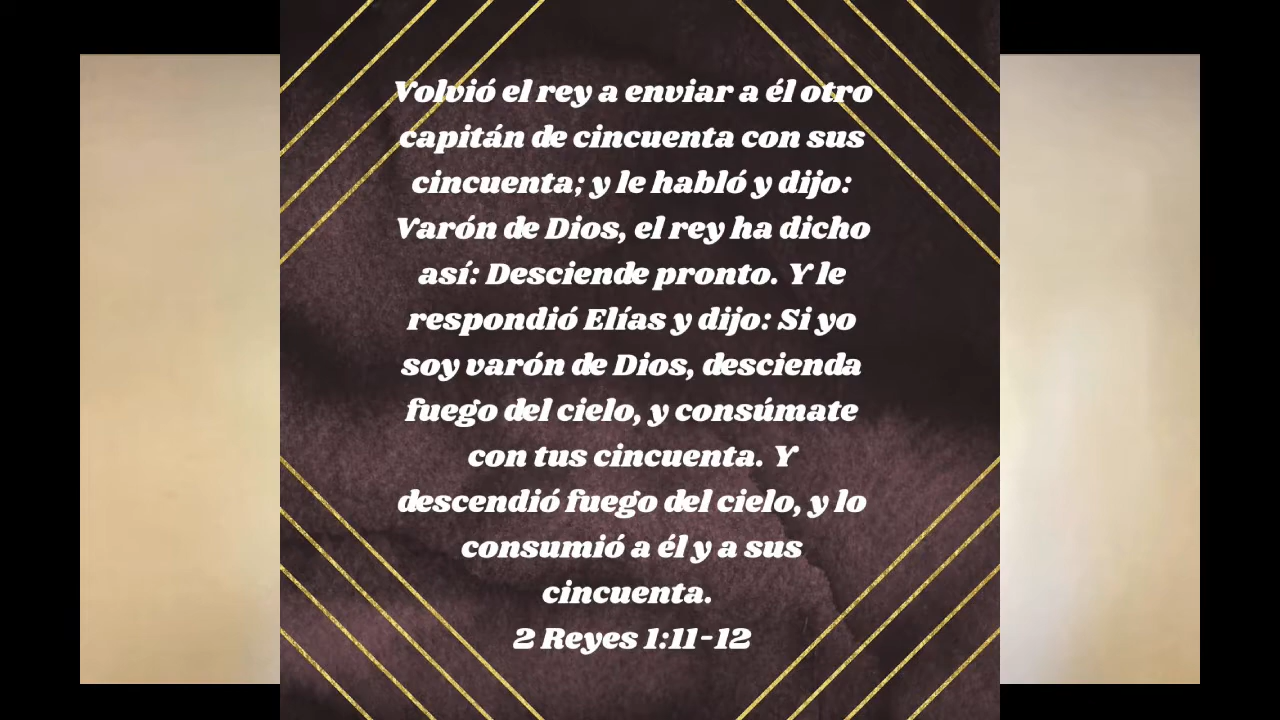 Volvió el rey a enviar a él otro
capitán de cincuenta con sus
cincuenta; y le habló y dijo:
Varón de Dios, el rey ha dicho
así: Desciende pronto. Y le
respondió Elías y dijo: Si yo
soy varón de Dios, descienda
fuego del cielo, y consúmate
con tus cincuenta. Y
descendió fuego del cielo, y lo
consumió a él y a sus
cincuenta.
2 Reyes 1:11-12